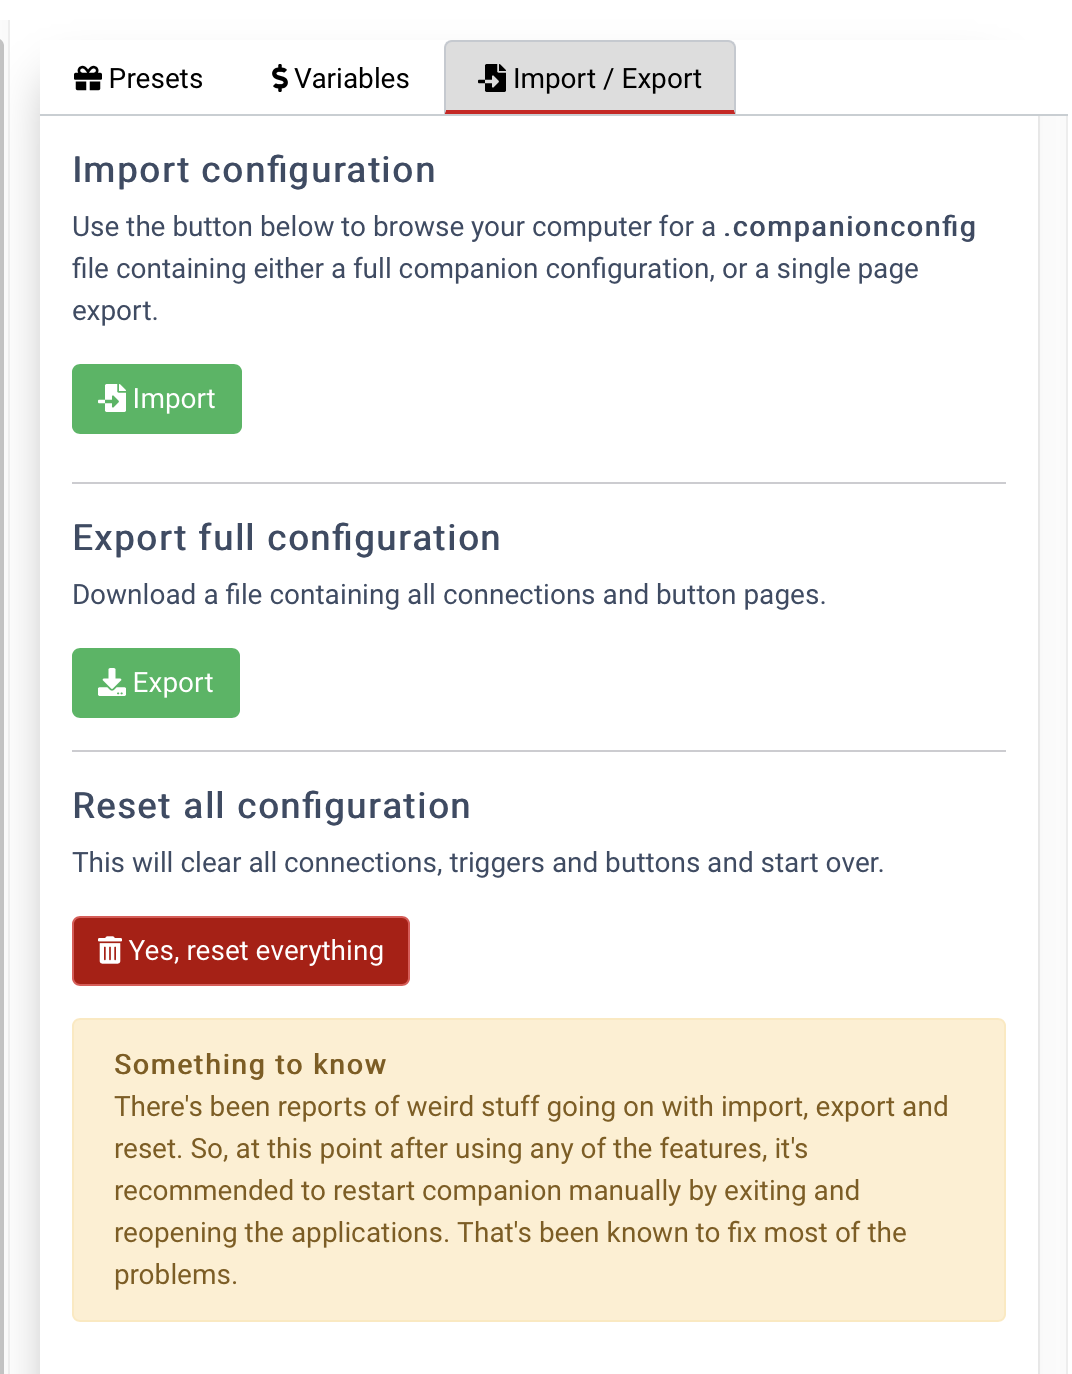 Presets
Variables
Import / Export
Import configuration
Use the button below to browse your computer for a .companionconfig
file containing either a full companion configuration, or a single page
export.
Import
Export full configuration
Download a file containing all connections and button pages.
Export
Reset all configuration
This will clear all connections, triggers and buttons and start over.
Yes, reset everything
Something to know
There's been reports of weird stuff going on with import, export and
reset. So, at this point after using any of the features, it's
recommended to restart companion manually by exiting and
reopening the applications. That's been known to fix most of the
problems.